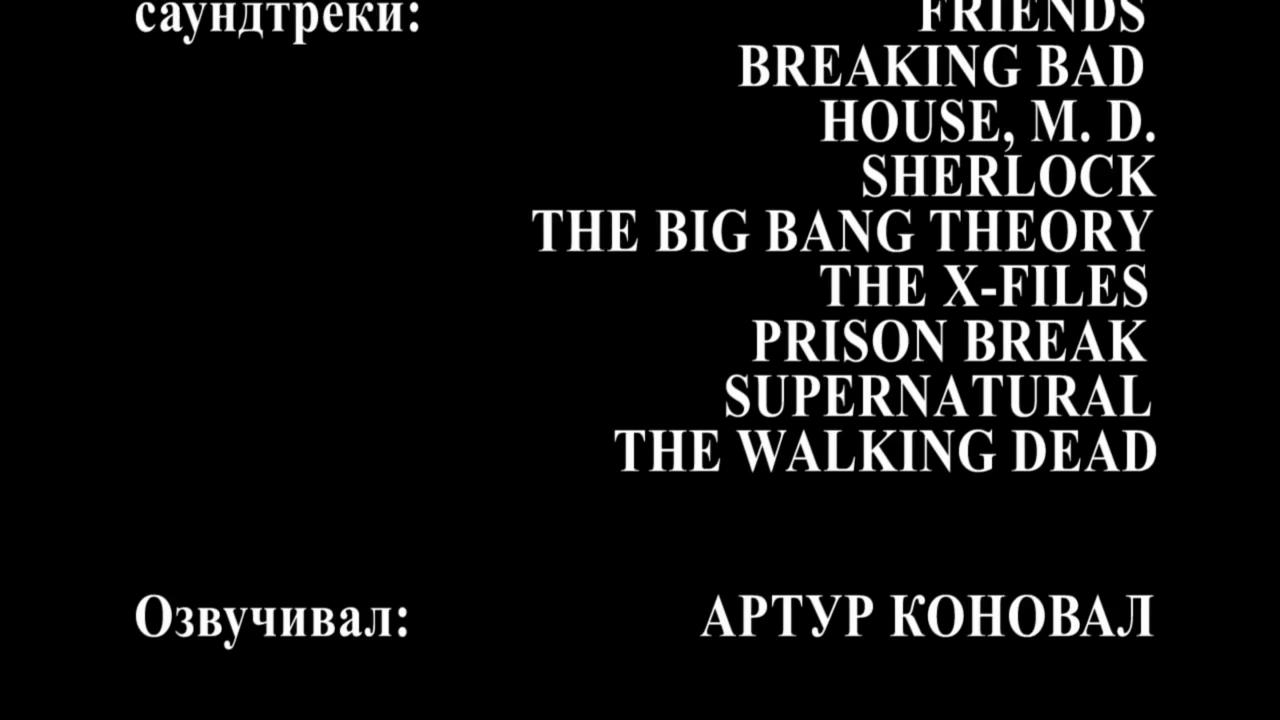 саундтреки: FRIENDS
BREAKING BAD
HOUSE, M. D.
SHERLOCK
THE BIG BANG THEORY
THE X-FILES
PRISON BREAK
SUPERNATURAL
THE WALKING DEAD
Озвучивал: АРТУР КОНОВАЛ